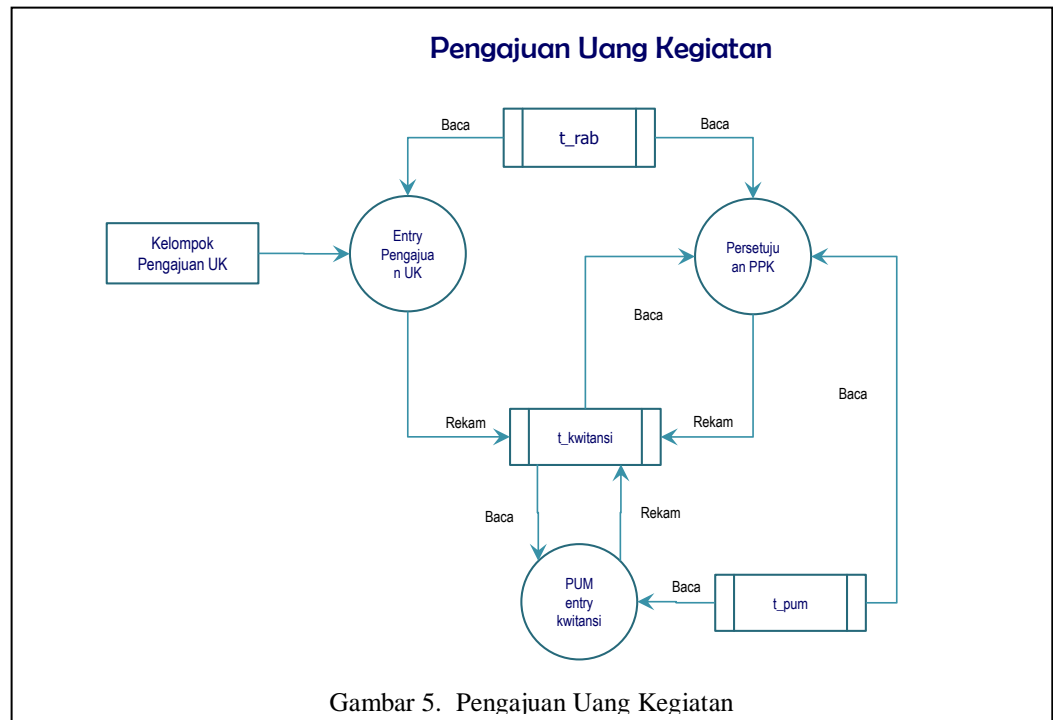 Pengajuan Uang Kegiatan
Baca
t_rab
Baca
Kelompok
Pengajuan UK
Entry
Pengajua
n UK
Persetuju
an PPK
Baca
Baca
Rekam
t_kwitansi
Rekam
Baca
Rekam
PUM
entry
kwitansi
Baca
t_pum
Gambar 5. Pengajuan Uang Kegiatan